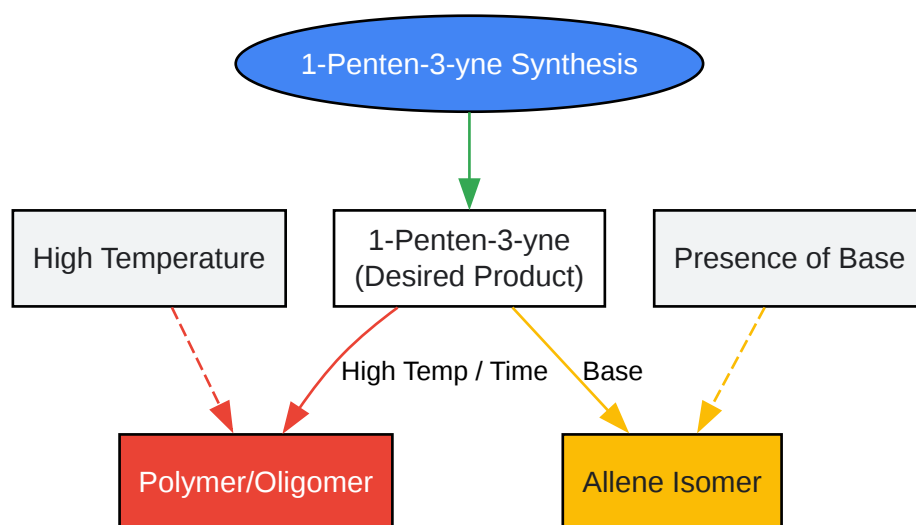 1-Penten-3-yne Synthesis
High Temperature
1-Penten-3-yne
(Desired Product)
Presence of Base
High Temp / Time
Base
Polymer/Oligomer
Allene Isomer